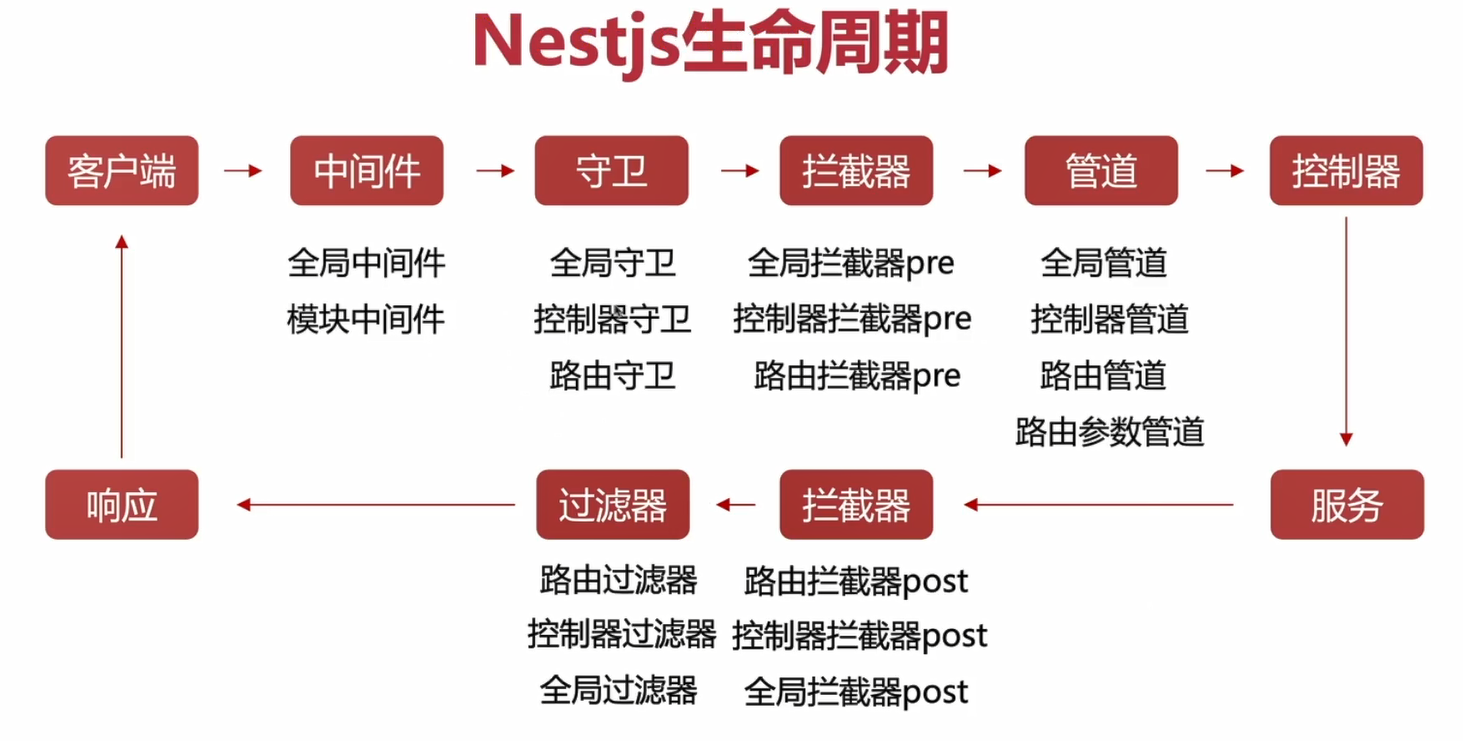 Nestjs生命周期
客户端
中间件
守卫
拦截器
管道
控制器
全局中间件
全局守卫
全局拦截器pre
全局管道
模块中间件
控制器守卫
控制器拦截器pre
控制器管道
路由守卫
路由拦截器pre
路由管道
路由参数管道
响应
过滤器
拦截器
服务
路由过滤器
路由拦截器post
控制器过滤器
控制器拦截器post
全局过滤器
全局拦截器post